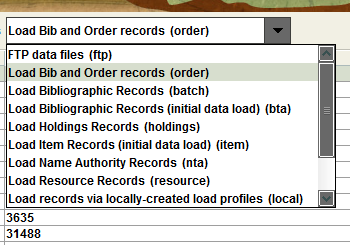 Load Bib and Order records (order)
FTP data files (ftp)
Load Bib and Order records (order)
Load Bibliographic Records (batch)
Load Bibliographic Records (initial data load) (bta)
Load Holdings Records (holdings)
Load Item Records (initial data load) (item)
Load Name Authority Records (nta)
Load Resource Records (resource)
Load records via locally-created load profiles (local)
3635
31488